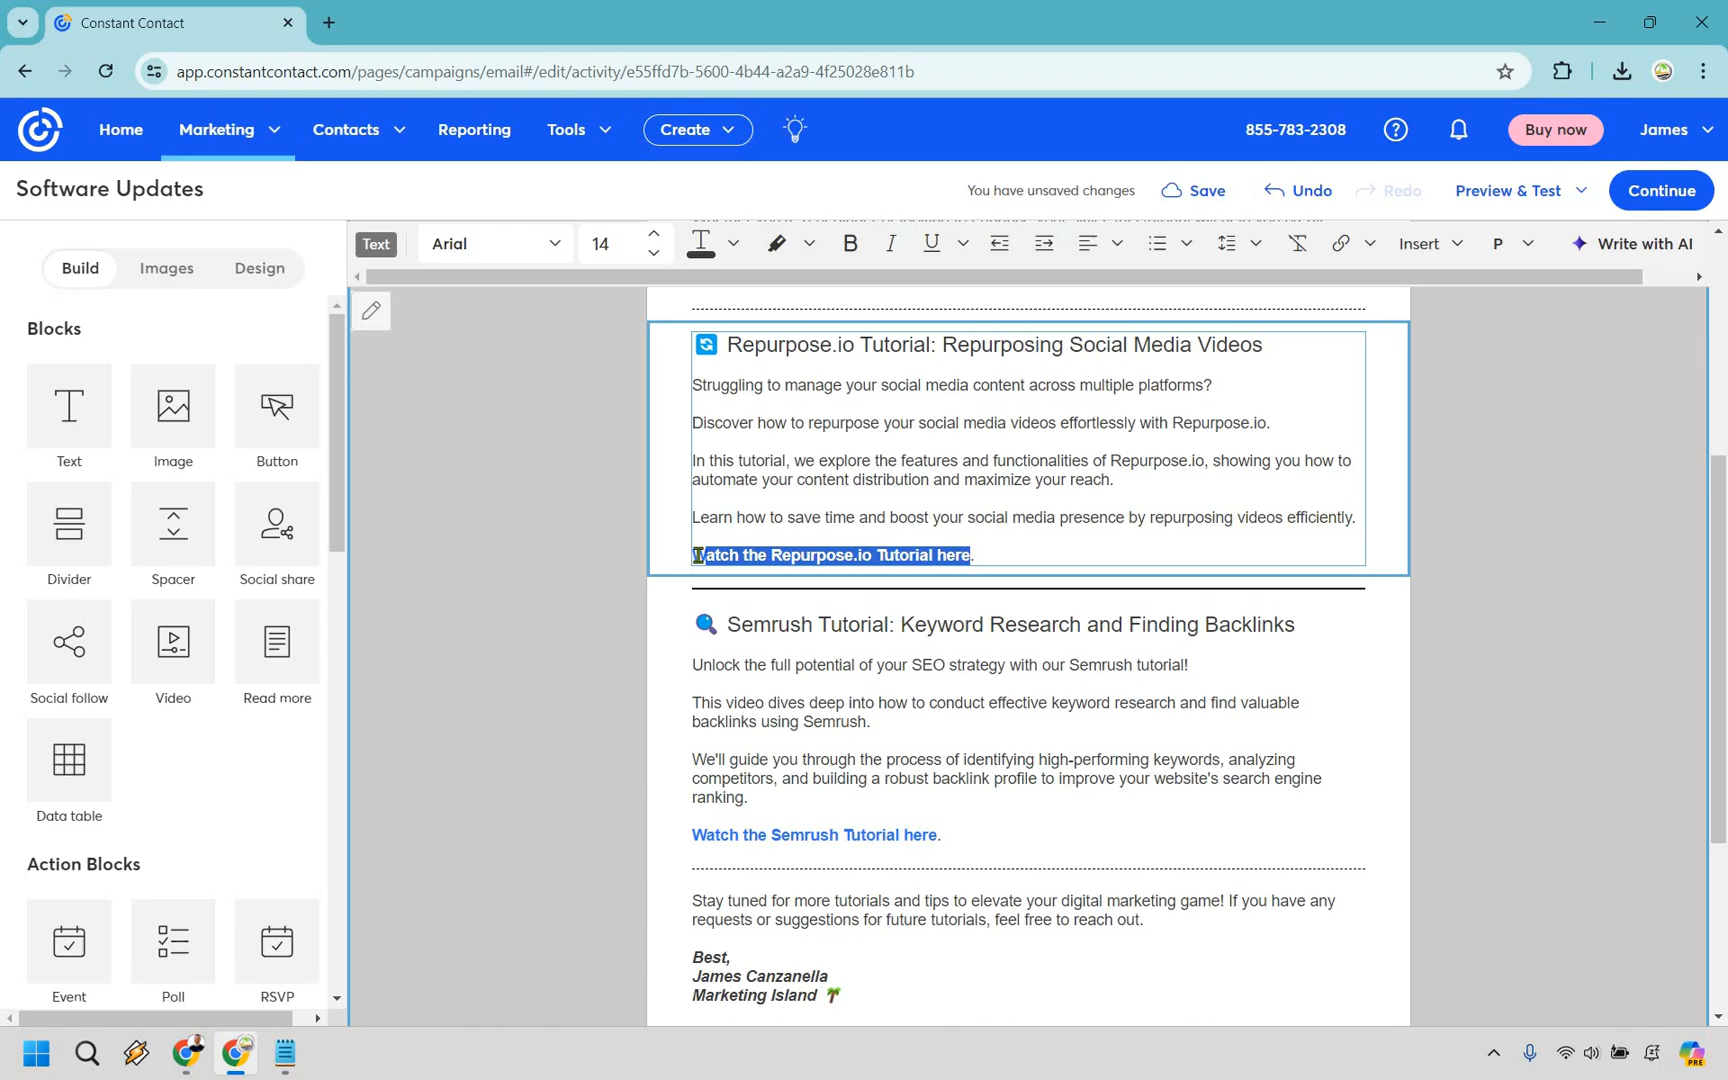 Constant Contact
app.constantcontact.com/pages/campaigns/email#/edit/activity/e55ffd7b-5600-4b44-a2a9-4f25028e811b
Home Marketing Contacts Reporting Tools Create 855-783-2308 Buy now James
Software Updates You have unsaved changes Save Undo Redo Preview & Test Continue
Build Images Design
Text Arial 14 Insert P Write with AI
Blocks
Text Image Button
Divider Spacer Social share
Social follow Video Read more
Data table
Action Blocks
Event Poll RSVP
Repurpose.io Tutorial: Repurposing Social Media Videos
Struggling to manage your social media content across multiple platforms?
Discover how to repurpose your social media videos effortlessly with Repurpose.io.
In this tutorial, we explore the features and functionalities of Repurpose.io, showing you how to
automate your content distribution and maximize your reach.
Learn how to save time and boost your social media presence by repurposing videos efficiently.
Watch the Repurpose.io Tutorial here.
Semrush Tutorial: Keyword Research and Finding Backlinks
Unlock the full potential of your SEO strategy with our Semrush tutorial!
This video dives deep into how to conduct effective keyword research and find valuable
backlinks using Semrush.
We'll guide you through the process of identifying high-performing keywords, analyzing
competitors, and building a robust backlink profile to improve your website's search engine
ranking.
Watch the Semrush Tutorial here.
Stay tuned for more tutorials and tips to elevate your digital marketing game! If you have any
requests or suggestions for future tutorials, feel free to reach out.
Best,
James Canzanella
Marketing Island
PRE